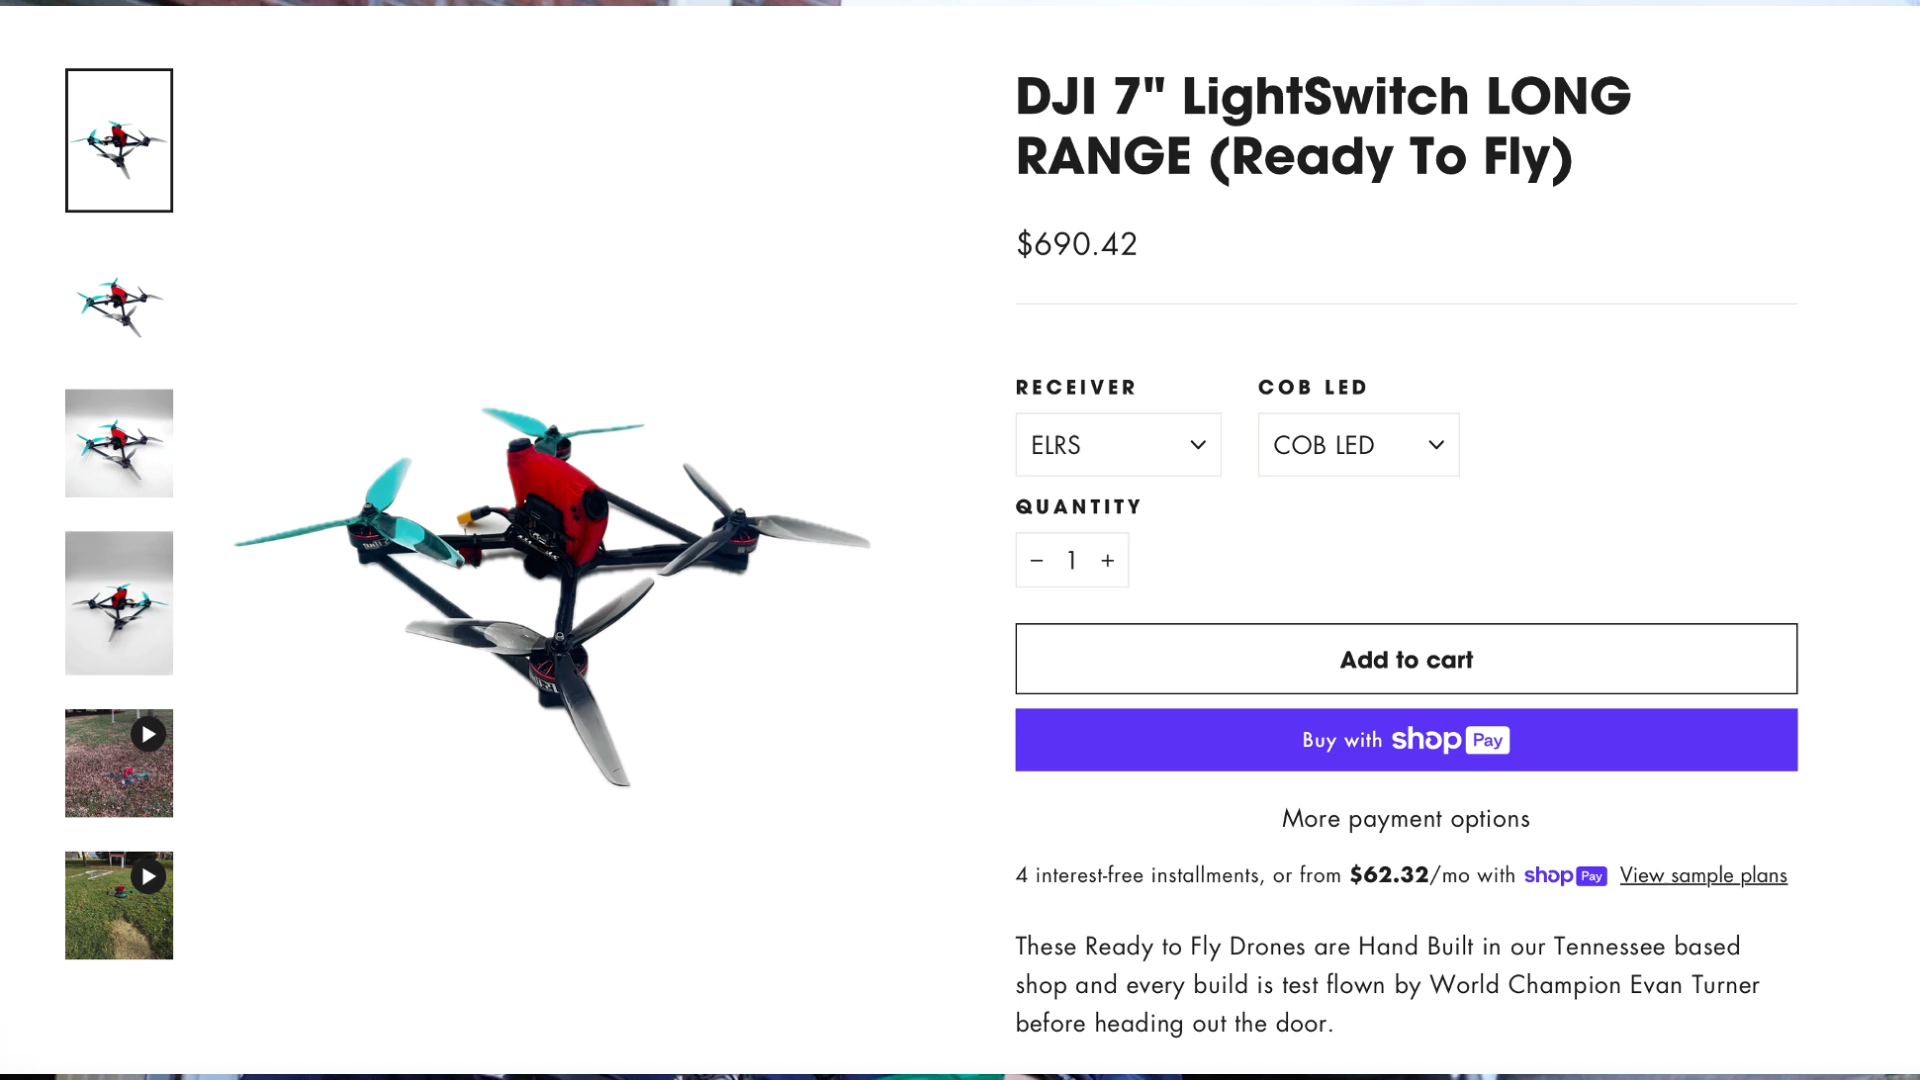 DJI 7" LightSwitch LONG
RANGE (Ready To Fly)
$690.42
RECEIVER
COB LED
ELRS
COB LED
QUANTITY
− 1 +
Add to cart
Buy with shop Pay
More payment options
4 interest-free installments, or from $62.32/mo with shop Pay View sample plans
These Ready to Fly Drones are Hand Built in our Tennessee based
shop and every build is test flown by World Champion Evan Turner
before heading out the door.